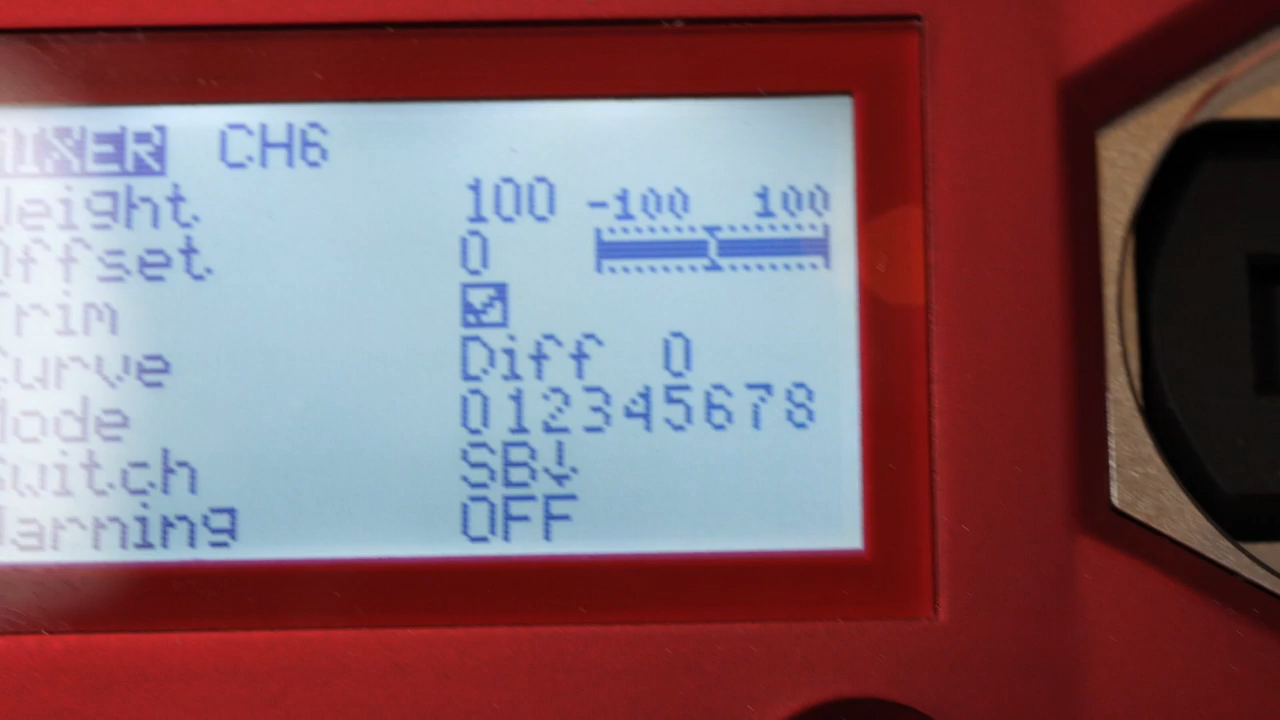 MIXER CH6
Weight 100 -100 100
Offset 0
Trim
Curve Diff 0
Mode 012345678
Switch SB↓
Warning OFF